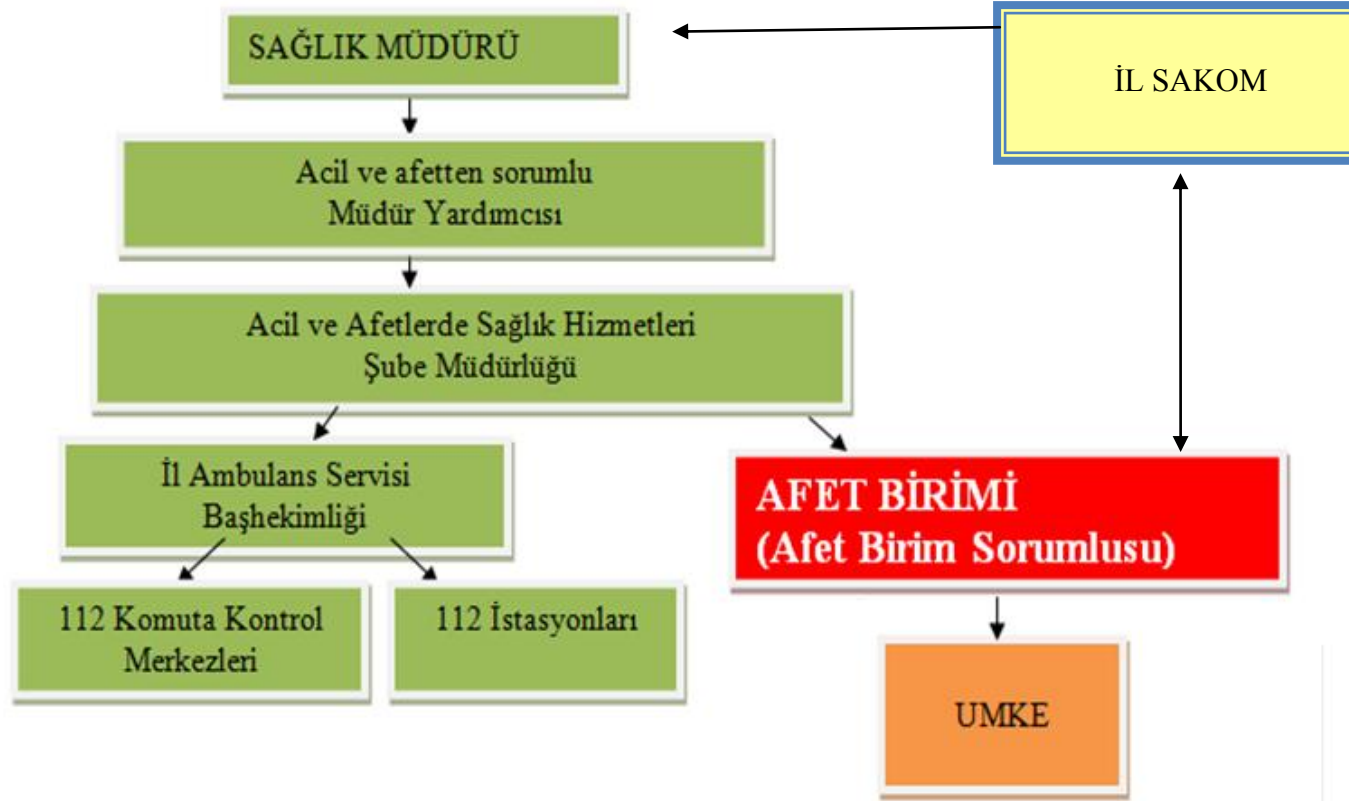 SAĞLIK MÜDÜRÜ
İL SAKOM
Acil ve afetten sorumlu
Müdür Yardımcısı
Acil ve Afetlerde Sağlık Hizmetleri
Şube Müdürlüğü
İl Ambulans Servisi
Başhekimliği
AFET BİRİMİ
(Afet Birim Sorumlusu)
112 Komuta Kontrol
Merkezleri
112 İstasyonları
UMKE